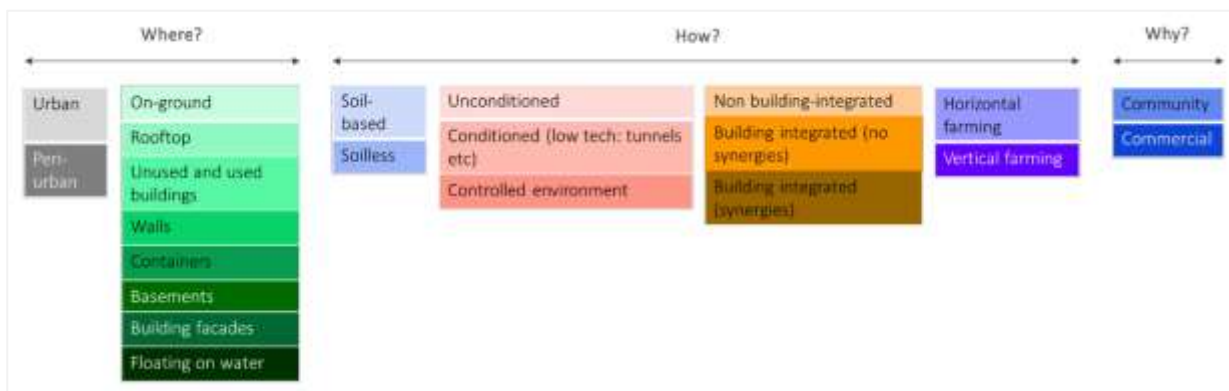 Where?
How?
Why?
Urban
Peri-
urban
On-ground
Rooftop
Unused and used
buildings
Walls
Containers
Basements
Building facades
Floating on water
Soil-
based
Soilless
Unconditioned
Conditioned (low tech: tunnels
etc)
Controlled environment
Non building-integrated
Building integrated (no
synergies)
Building integrated
(synergies)
Horizontal
farming
Vertical farming
Community
Commercial